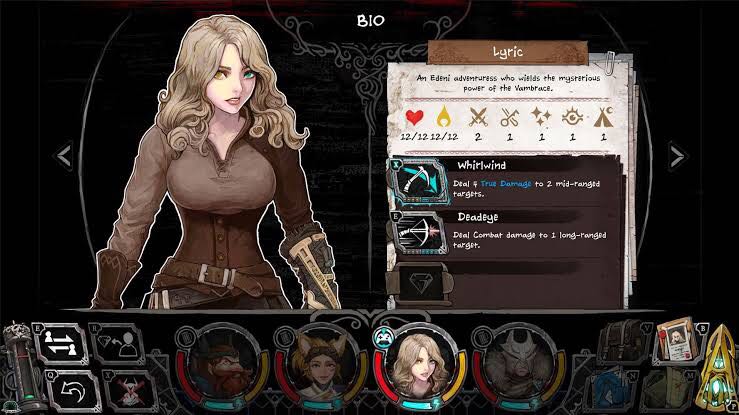 BIO
Lyric
An Edeni adventuress who wields the mysterious
power of the Vambrace.
12/12 12/12 2 1 1 1 1
X
Whirlwind
Deal 4 True Damage to 2 mid-ranged
targets.
E
Deadeye
Deal Combat damage to 1 long-ranged
target.
E R V B
Q X I N M P